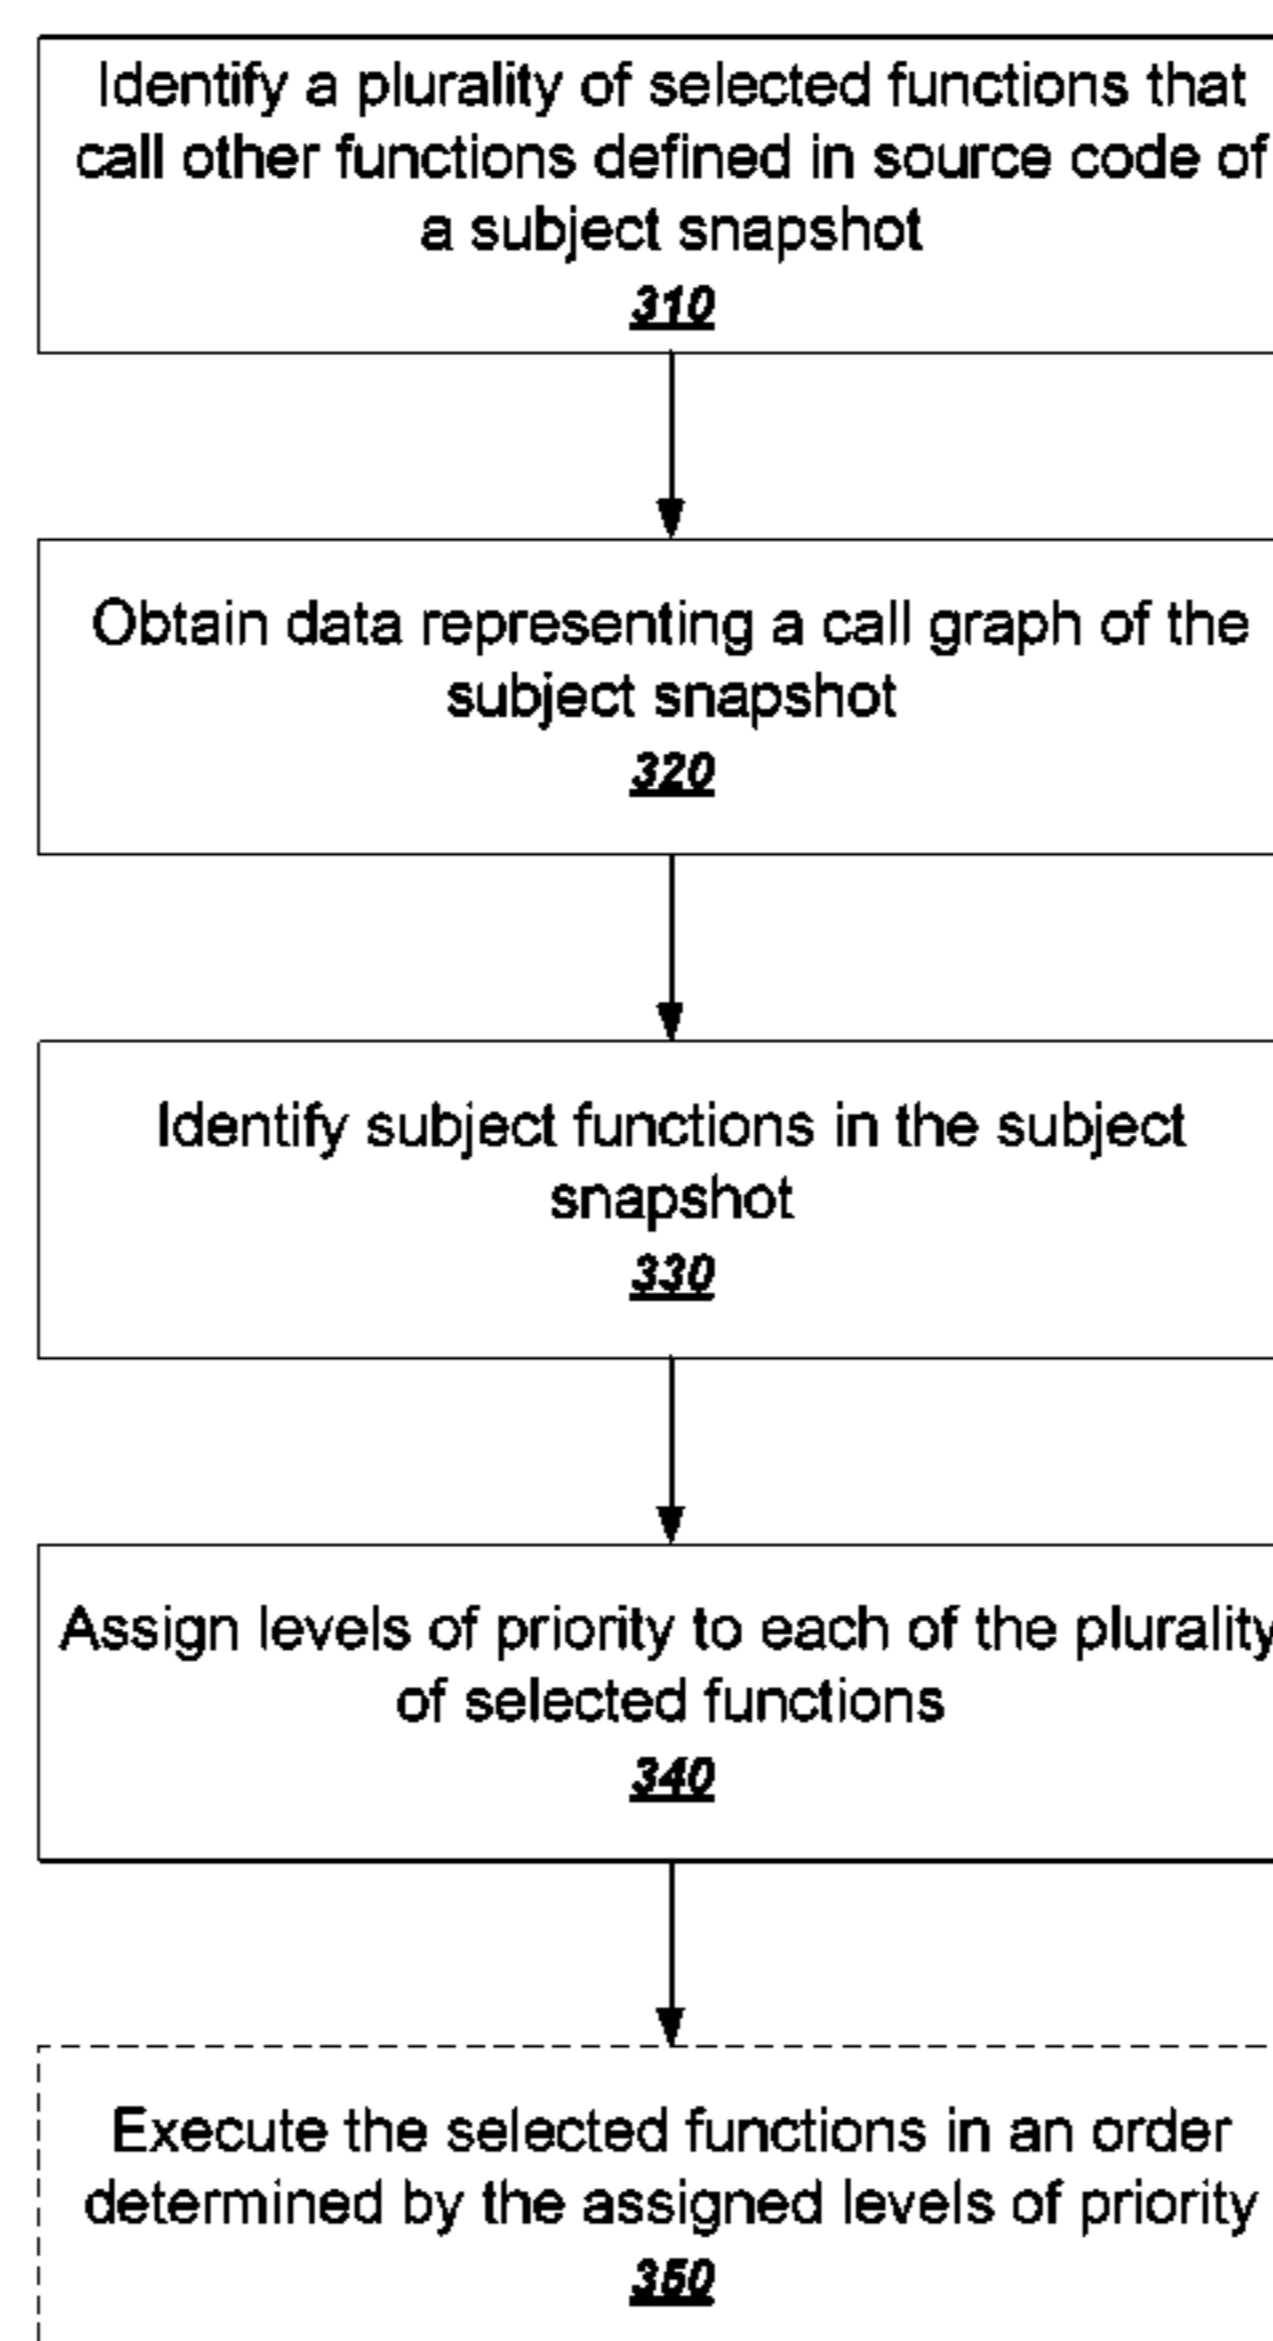 Identify a plurality of selected functions that
call other functions defined in source code of
a subject snapshot
310
Obtain data representing a call graph of the
subject snapshot
320
Identify subject functions in the subject
snapshot
330
Assign levels of priority to each of the plurality
of selected functions
340
Execute the selected functions in an order
determined by the assigned levels of priority
350